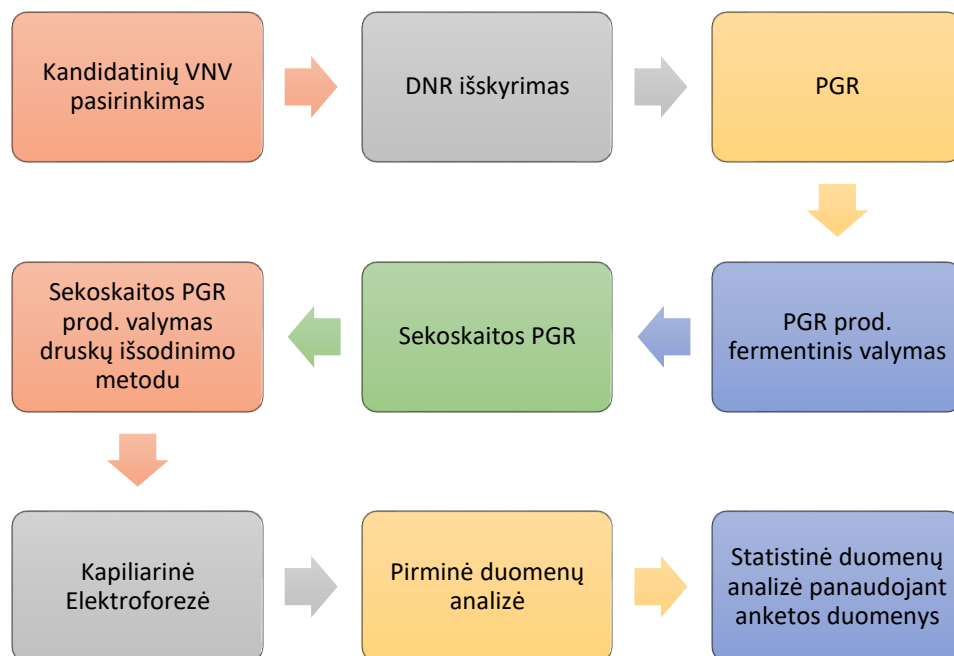 Kandidatinių VNV
pasirinkimas
DNR išskyrimas
PGR
PGR prod.
fermentinis valymas
Sekoskaitos PGR
Sekoskaitos PGR
prod. valymas
druskų išsodinimo
metodu
Kapiliarinė
Elektroforezė
Pirminė duomenų
analizė
Statistinė duomenų
analizė panaudojant
anketos duomenys